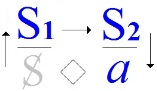 S1 → S2
$ ◇ a